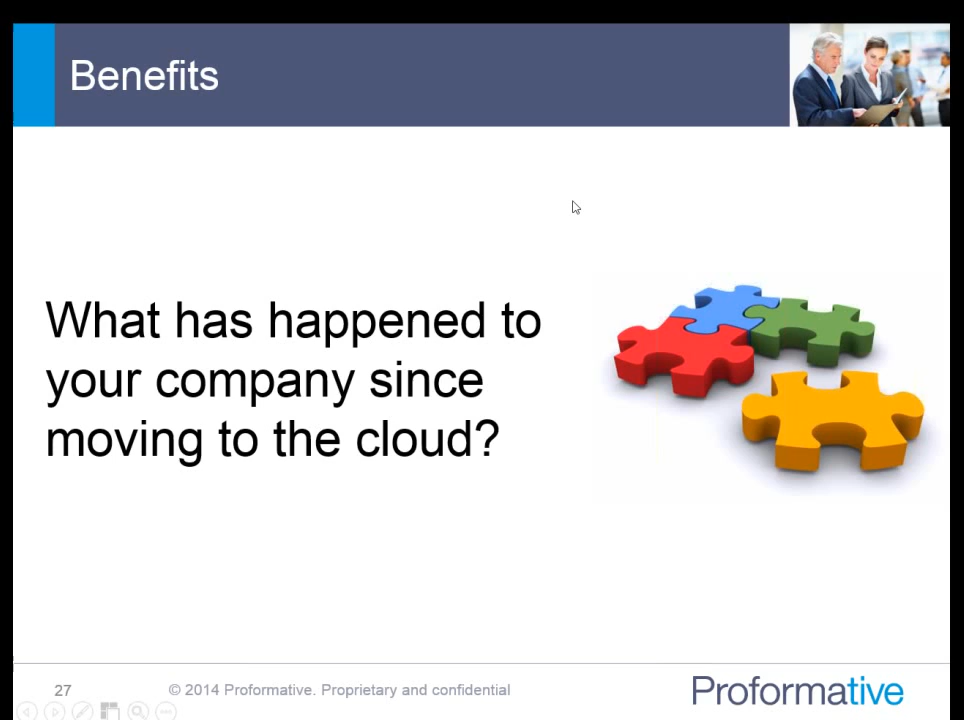 Benefits
What has happened to
your company since
moving to the cloud?
27
© 2014 Proformative. Proprietary and confidential
Proformative